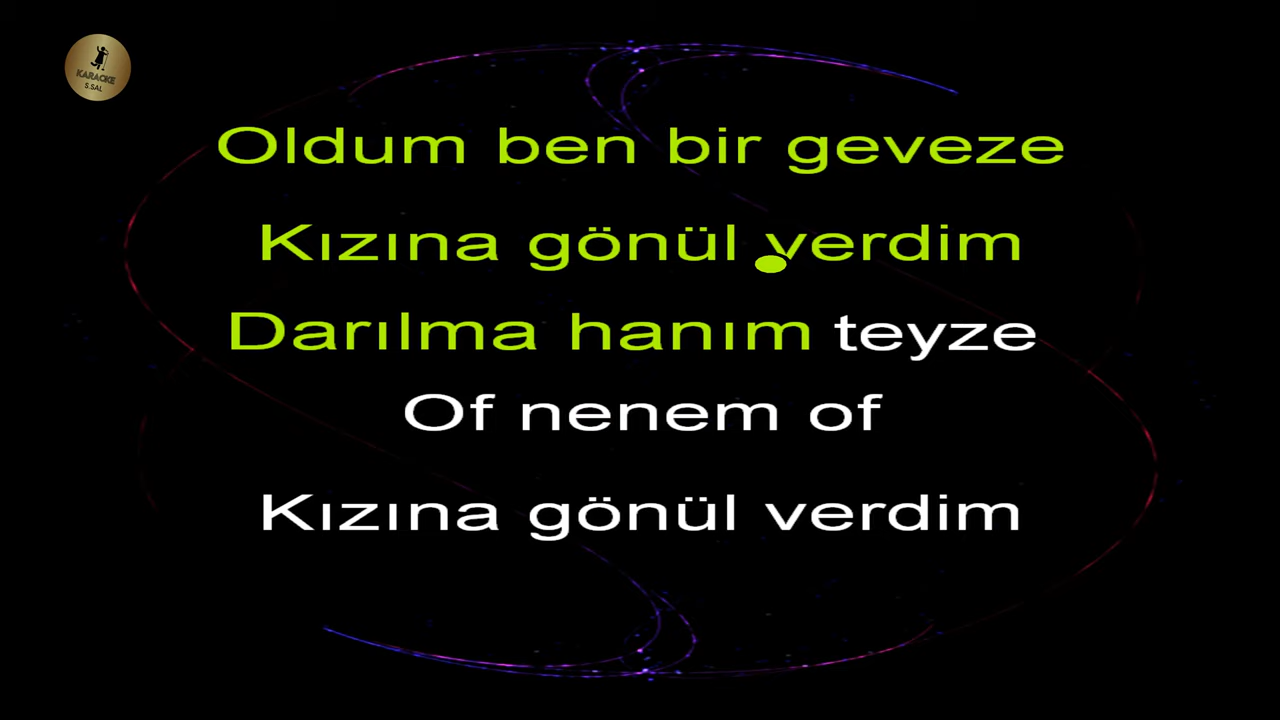 KARAOKE
S.SAL
Oldum ben bir geveze
Kızına gönül verdim
Darılma hanım teyze
Of nenem of
Kızına gönül verdim